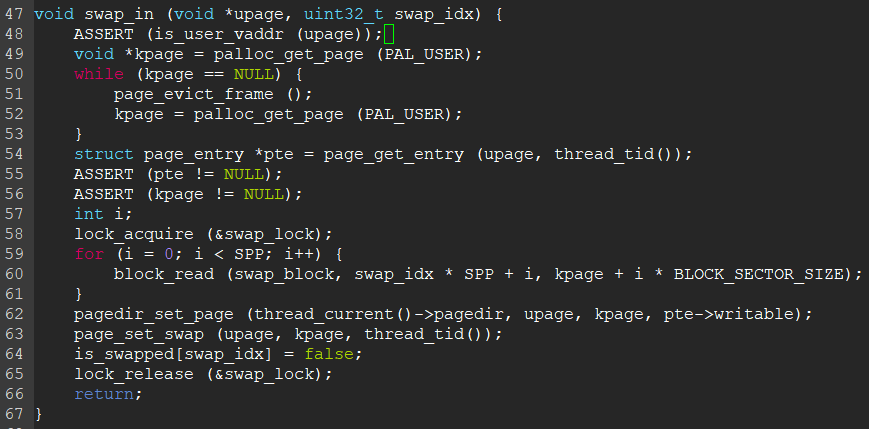 47 void swap_in (void *upage, uint32_t swap_idx) {
48     ASSERT (is_user_vaddr (upage));
49     void *kpage = palloc_get_page (PAL_USER);
50     while (kpage == NULL) {
51         page_evict_frame ();
52         kpage = palloc_get_page (PAL_USER);
53     }
54     struct page_entry *pte = page_get_entry (upage, thread_tid());
55     ASSERT (pte != NULL);
56     ASSERT (kpage != NULL);
57     int i;
58     lock_acquire (&swap_lock);
59     for (i = 0; i < SPP; i++) {
60         block_read (swap_block, swap_idx * SPP + i, kpage + i * BLOCK_SECTOR_SIZE);
61     }
62     pagedir_set_page (thread_current()->pagedir, upage, kpage, pte->writable);
63     page_set_swap (upage, kpage, thread_tid());
64     is_swapped[swap_idx] = false;
65     lock_release (&swap_lock);
66     return;
67 }